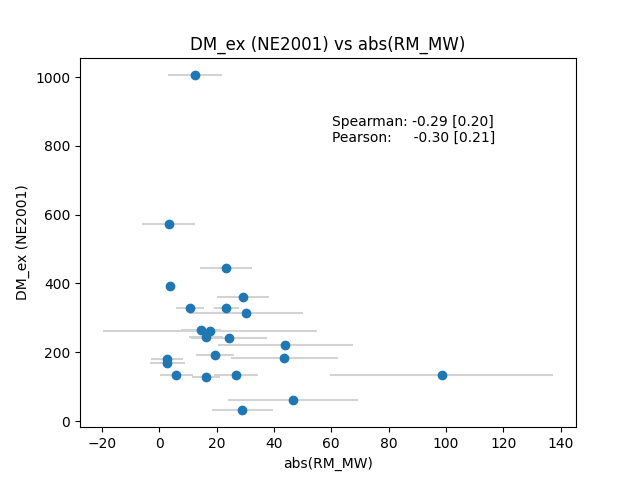 DM_ex (NE2001) vs abs(RM_MW)
1000
800
600
400
200
0
DM_ex (NE2001)
Spearman: -0.29 [0.20]
Pearson: -0.30 [0.21]
−20 0 20 40 60 80 100 120 140
abs(RM_MW)